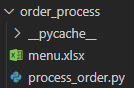 order_process
__pycache__
menu.xlsx
process_order.py